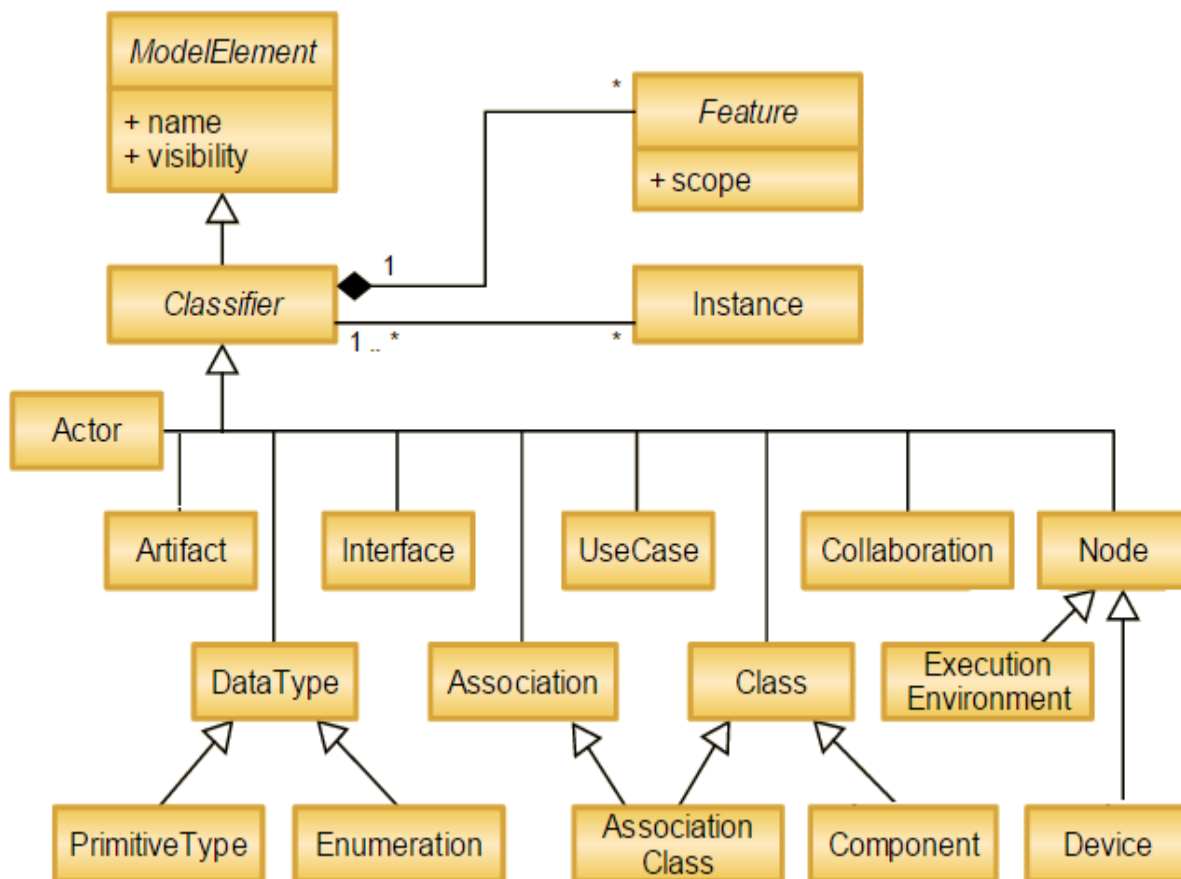 ModelElement
+ name
+ visibility
*
Feature
+ scope
1
Classifier
Instance
1 .. *
*
Actor
Artifact
Interface
UseCase
Collaboration
Node
DataType
Association
Class
Execution
Environment
PrimitiveType
Enumeration
Association
Class
Component
Device